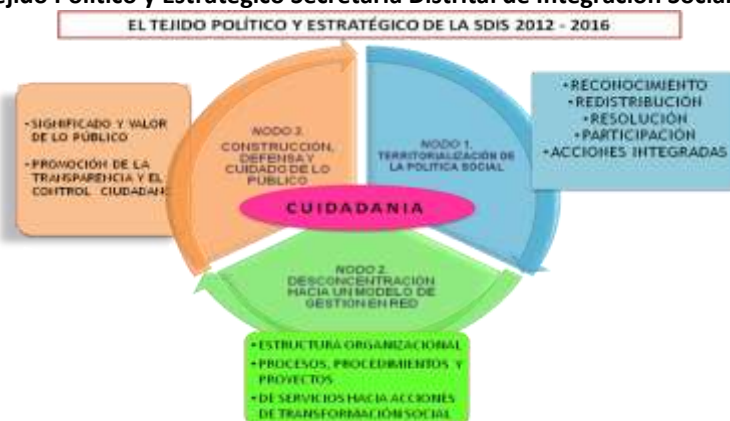 ejido Político y Estratégico Secretaría Distrital de Integración Social
EL TEJIDO POLÍTICO Y ESTRATÉGICO DE LA SDIS 2012 - 2016
•SIGNIFICADO Y VALOR
DE LO PÚBLICO
•PROMOCIÓN DE LA
TRANSPARENCIA Y EL
CONTROL CIUDADANO
NODO 3.
CONSTRUCCIÓN,
DEFENSA Y
CUIDADO DE LO
PÚBLICO
NODO 1.
TERRITORIALIZACIÓN DE
LA POLITICA SOCIAL
•RECONOCIMIENTO
•REDISTRIBUCIÓN
•RESOLUCIÓN
•PARTICIPACIÓN
•ACCIONES INTEGRADAS
CUIDADANIA
NODO 2.
DESCONCENTRACIÓN
HACIA UN MODELO DE
GESTIÓN EN RED
•ESTRUCTURA ORGANIZACIONAL
•PROCESOS, PROCEDIMIENTOS Y
PROYECTOS
•DE SERVICIOS HACIA ACCIONES
DE TRANSFORMACIÓN SOCIAL